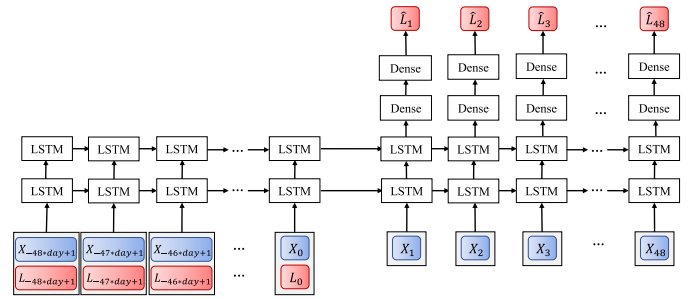 L̂₁ L̂₂ L̂₃ ... L̂₄₈
Dense Dense Dense ... Dense
Dense Dense Dense ... Dense
LSTM LSTM LSTM ... LSTM LSTM LSTM LSTM ... LSTM
LSTM LSTM LSTM ... LSTM LSTM LSTM LSTM ... LSTM
X₋₄₈*day+1 X₋₄₇*day+1 X₋₄₆*day+1 ... X₀ X₁ X₂ X₃ ... X₄₈
L₋₄₈*day+1 L₋₄₇*day+1 L₋₄₆*day+1 ... L₀